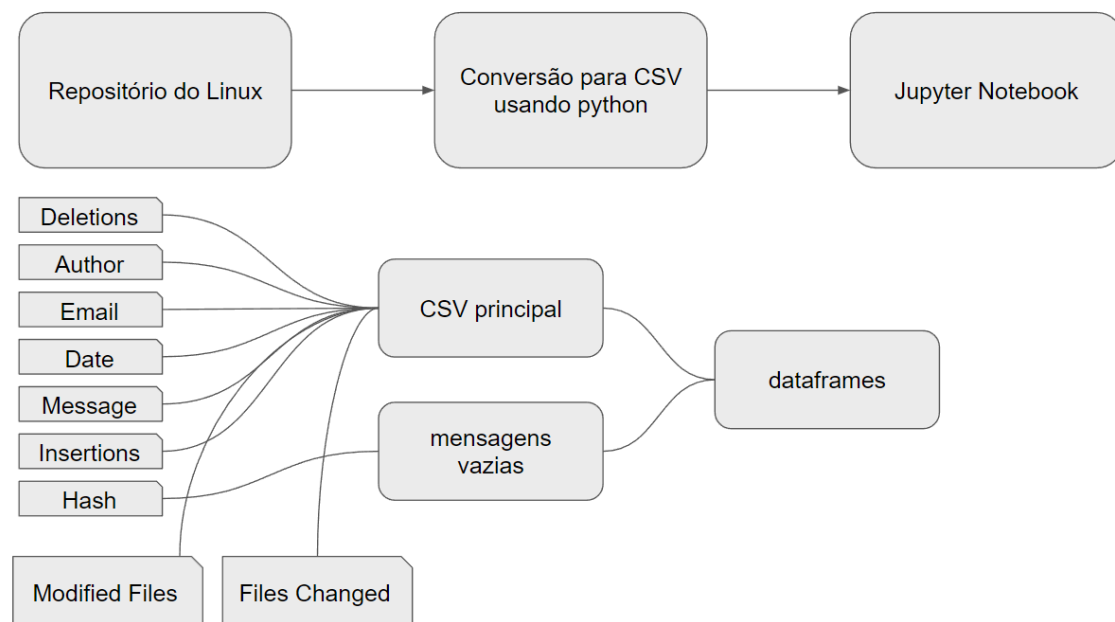 Repositório do Linux
Conversão para CSV
usando python
Jupyter Notebook
Deletions
Author
Email
Date
Message
Insertions
Hash
CSV principal
mensagens
vazias
dataframes
Modified Files
Files Changed